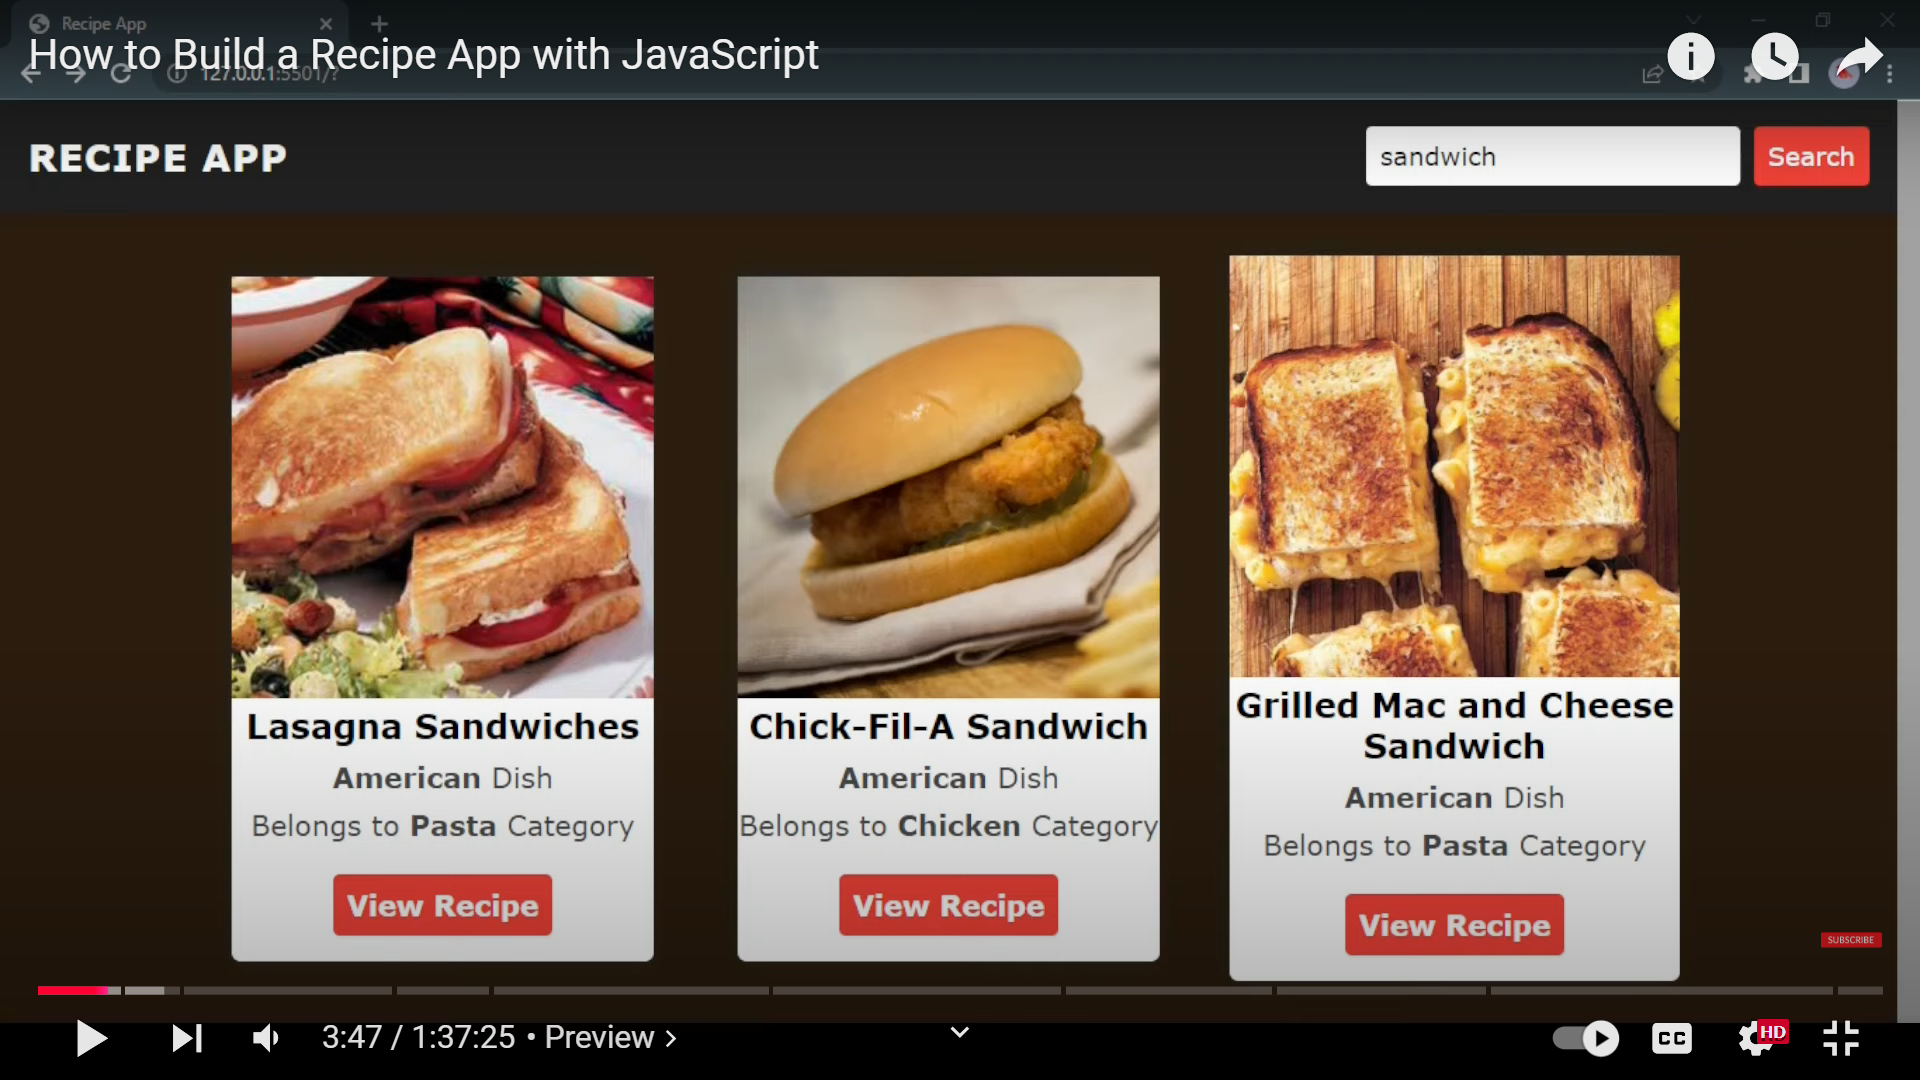 Recipe App
How to Build a Recipe App with JavaScript
127.0.0.1:5501/?
RECIPE APP
sandwich
Search
Lasagna Sandwiches
American Dish
Belongs to Pasta Category
View Recipe
Chick-Fil-A Sandwich
American Dish
Belongs to Chicken Category
View Recipe
Grilled Mac and Cheese
Sandwich
American Dish
Belongs to Pasta Category
View Recipe
SUBSCRIBE
3:47 / 1:37:25 • Preview >
CC
HD